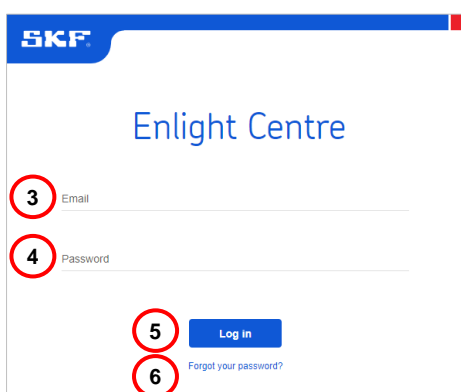 SKF
Enlight Centre
3 Email
4 Password
5 Log in
6 Forgot your password?